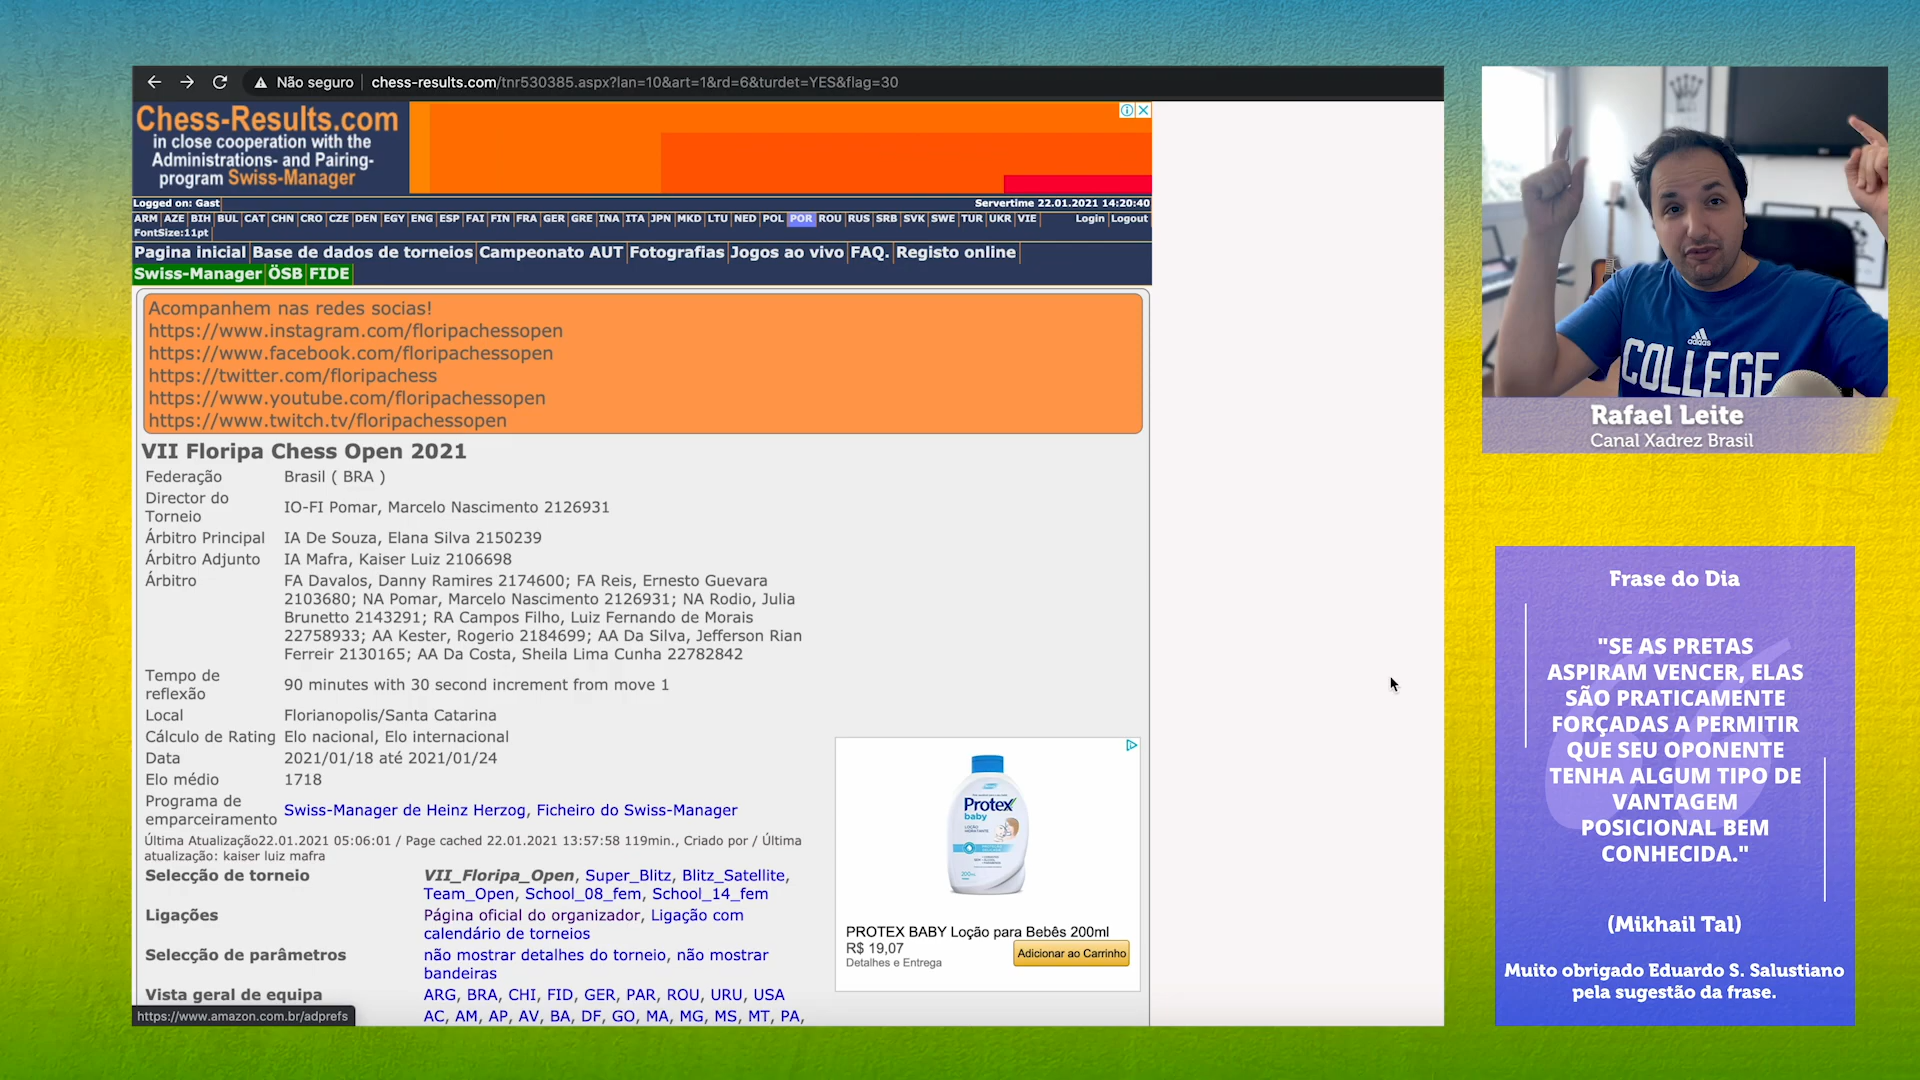 Não seguro
chess-results.com/tnr530385.aspx?lan=10&art=1&rd=6&turdet=YES&flag=30
Chess-Results.com
in close cooperation with the
Administrations- and Pairing-
program Swiss-Manager
Logged on: Gast
Servertime 22.01.2021 14:20:40
ARM AZE BIH BUL CAT CHN CRO CZE DEN EGY ENG ESP FAI FIN FRA GER GRE INA ITA JPN MKD LTU NED POL POR ROU RUS SRB SVK SWE TUR UKR VIE
Login Logout
FontSize:11pt
Pagina inicial Base de dados de torneios Campeonato AUT Fotografias Jogos ao vivo FAQ. Registo online
Swiss-Manager ÖSB FIDE
Acompanhem nas redes socias!
https://www.instagram.com/floripachessopen
https://www.facebook.com/floripachessopen
https://twitter.com/floripachess
https://www.youtube.com/floripachessopen
https://www.twitch.tv/floripachessopen
VII Floripa Chess Open 2021
Federação Brasil ( BRA )
Director do
Torneio
IO-FI Pomar, Marcelo Nascimento 2126931
Árbitro Principal IA De Souza, Elana Silva 2150239
Árbitro Adjunto IA Mafra, Kaiser Luiz 2106698
Árbitro FA Davalos, Danny Ramires 2174600; FA Reis, Ernesto Guevara
2103680; NA Pomar, Marcelo Nascimento 2126931; NA Rodio, Julia
Brunetto 2143291; RA Campos Filho, Luiz Fernando de Morais
22758933; AA Kester, Rogerio 2184699; AA Da Silva, Jefferson Rian
Ferreir 2130165; AA Da Costa, Sheila Lima Cunha 22782842
Tempo de
reflexão
90 minutes with 30 second increment from move 1
Local Florianopolis/Santa Catarina
Cálculo de Rating Elo nacional, Elo internacional
Data 2021/01/18 até 2021/01/24
Elo médio 1718
Programa de
emparceiramento
Swiss-Manager de Heinz Herzog, Ficheiro do Swiss-Manager
Última Atualização22.01.2021 05:06:01 / Page cached 22.01.2021 13:57:58 119min., Criado por / Última
atualização: kaiser luiz mafra
Selecção de torneio VII_Floripa_Open, Super_Blitz, Blitz_Satellite,
Team_Open, School_08_fem, School_14_fem
Ligações Página oficial do organizador, Ligação com
calendário de torneios
Selecção de parâmetros não mostrar detalhes do torneio, não mostrar
bandeiras
Vista geral de equipa ARG, BRA, CHI, FID, GER, PAR, ROU, URU, USA
AC, AM, AP, AV, BA, DF, GO, MA, MG, MS, MT, PA,
https://www.amazon.com.br/adprefs
Protex
baby
200ml
PROTEX BABY Loção para Bebês 200ml
R$ 19,07
Detalhes e Entrega
Adicionar ao Carrinho
adidas
COLLEGE
Rafael Leite
Canal Xadrez Brasil
Frase do Dia
"SE AS PRETAS
ASPIRAM VENCER, ELAS
SÃO PRATICAMENTE
FORÇADAS A PERMITIR
QUE SEU OPONENTE
TENHA ALGUM TIPO DE
VANTAGEM
POSICIONAL BEM
CONHECIDA."
(Mikhail Tal)
Muito obrigado Eduardo S. Salustiano
pela sugestão da frase.